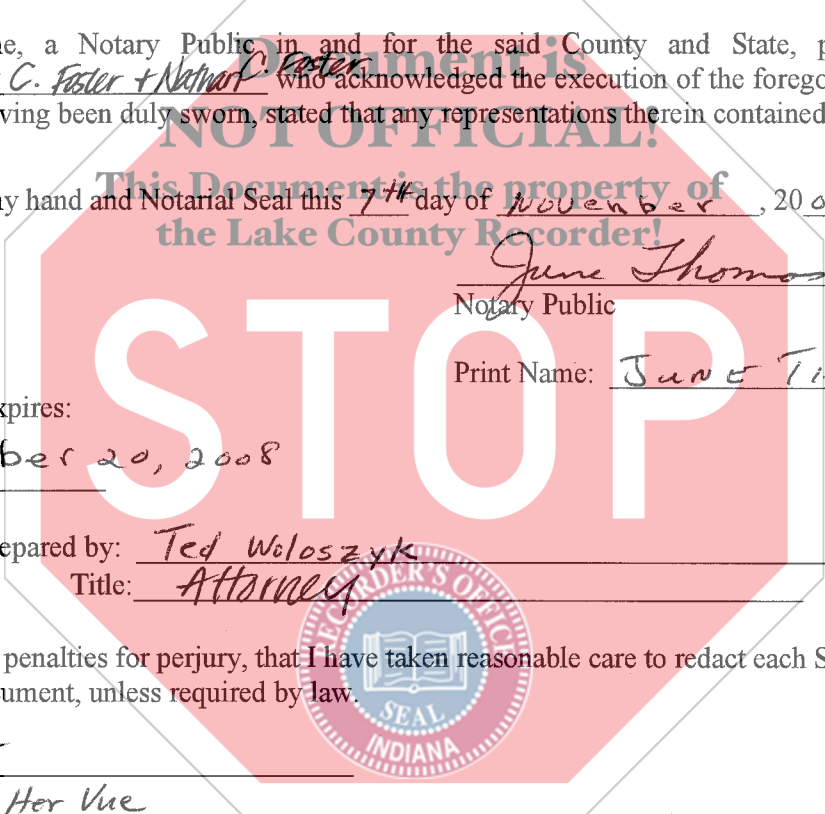 ne, a Notary Public in and for the said County and State, p
Document is
C. Foster + Nathan C. Foster who acknowledged the execution of the forego
ving been duly sworn, stated that any representations therein contained
NOT OFFICIAL!
This Document is the property of
ny hand and Notarial Seal this 7th day of November, 20
the Lake County Recorder!
June Thomas
Notary Public
STOP
Print Name: JUNE
xpires:
ber 20, 2008
epared by: Ted Woloszyk
Title: Attorney
RECORDER'S OFFICE
penalties for perjury, that I have taken reasonable care to redact each S
cument, unless required by law.
SEAL
INDIANA
Her Vue